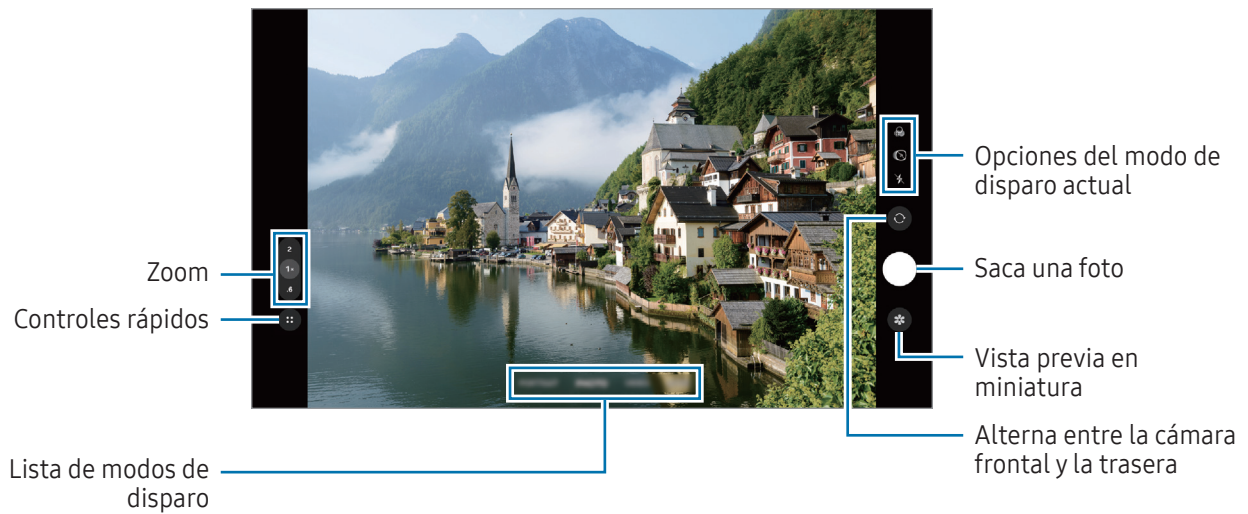 Opciones del modo de
disparo actual
2
Zoom
1×
.6
Saca una foto
Controles rápidos
Vista previa en
miniatura
Alterna entre la cámara
frontal y la trasera
Lista de modos de
disparo